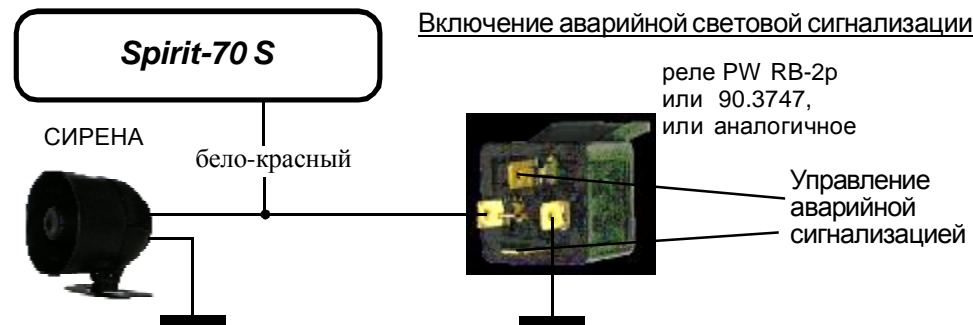 Включение аварийной световой сигнализации
Spirit-70 S
реле PW RB-2р
или 90.3747,
или аналогичное
СИРЕНА
бело-красный
Управление
аварийной
сигнализацией